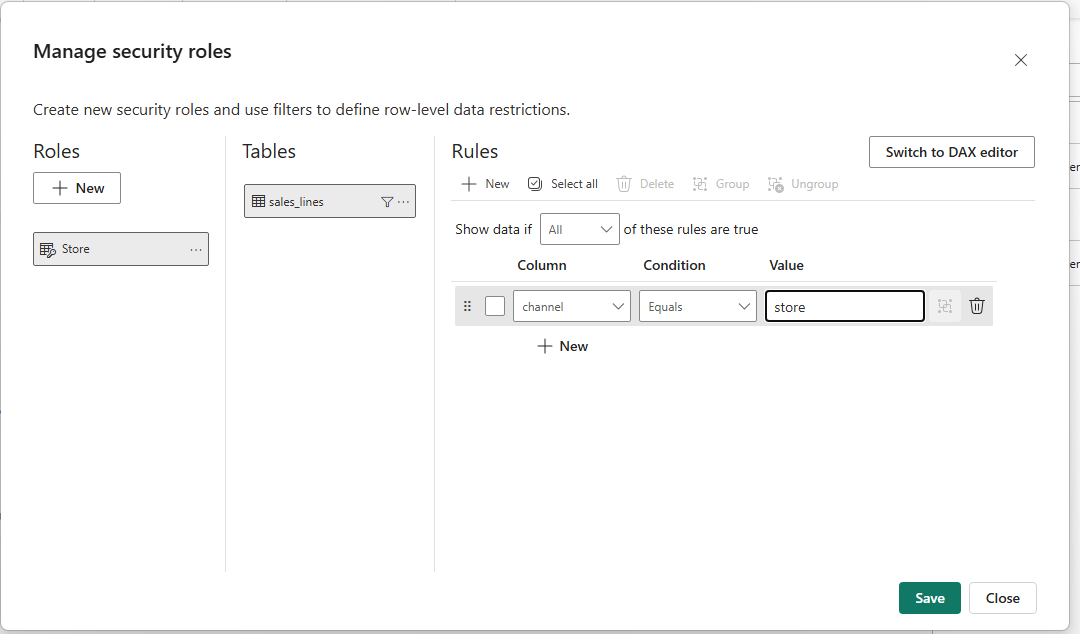 Manage security roles
Create new security roles and use filters to define row-level data restrictions.
Roles
New
Store
Tables
sales_lines
Rules
Switch to DAX editor
New Select all Delete Group Ungroup
Show data if All of these rules are true
Column Condition Value
channel Equals store
New
Save Close
er
er